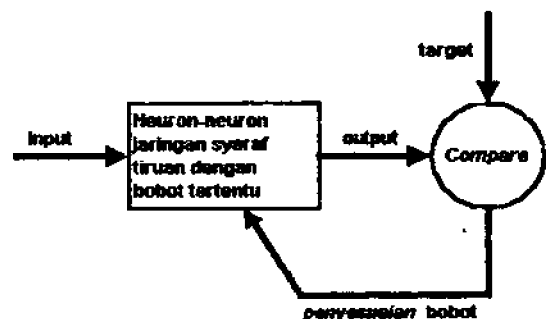 target
input
Neuron-neuron
jaringan syaraf
tiruan dengan
bobot tertentu
output
Compare
penyesuaian bobot